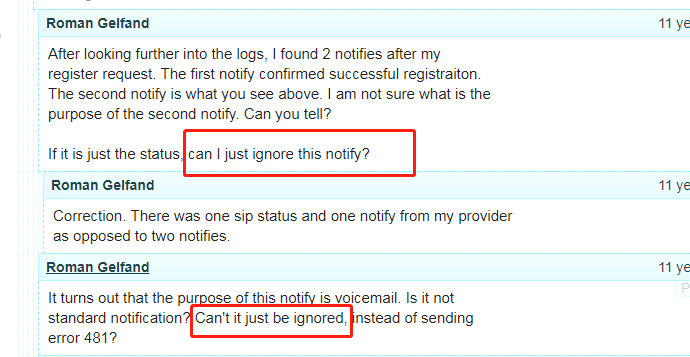 Roman Gelfand 11 ye
After looking further into the logs, I found 2 notifies after my
register request. The first notify confirmed successful registraiton.
The second notify is what you see above. I am not sure what is the
purpose of the second notify. Can you tell?
If it is just the status, can I just ignore this notify?
Roman Gelfand 11 ye
Correction. There was one sip status and one notify from my provider
as opposed to two notifies.
Roman Gelfand 11 ye
P
It turns out that the purpose of this notify is voicemail. Is it not
standard notification? Can't it just be ignored, instead of sending
error 481?